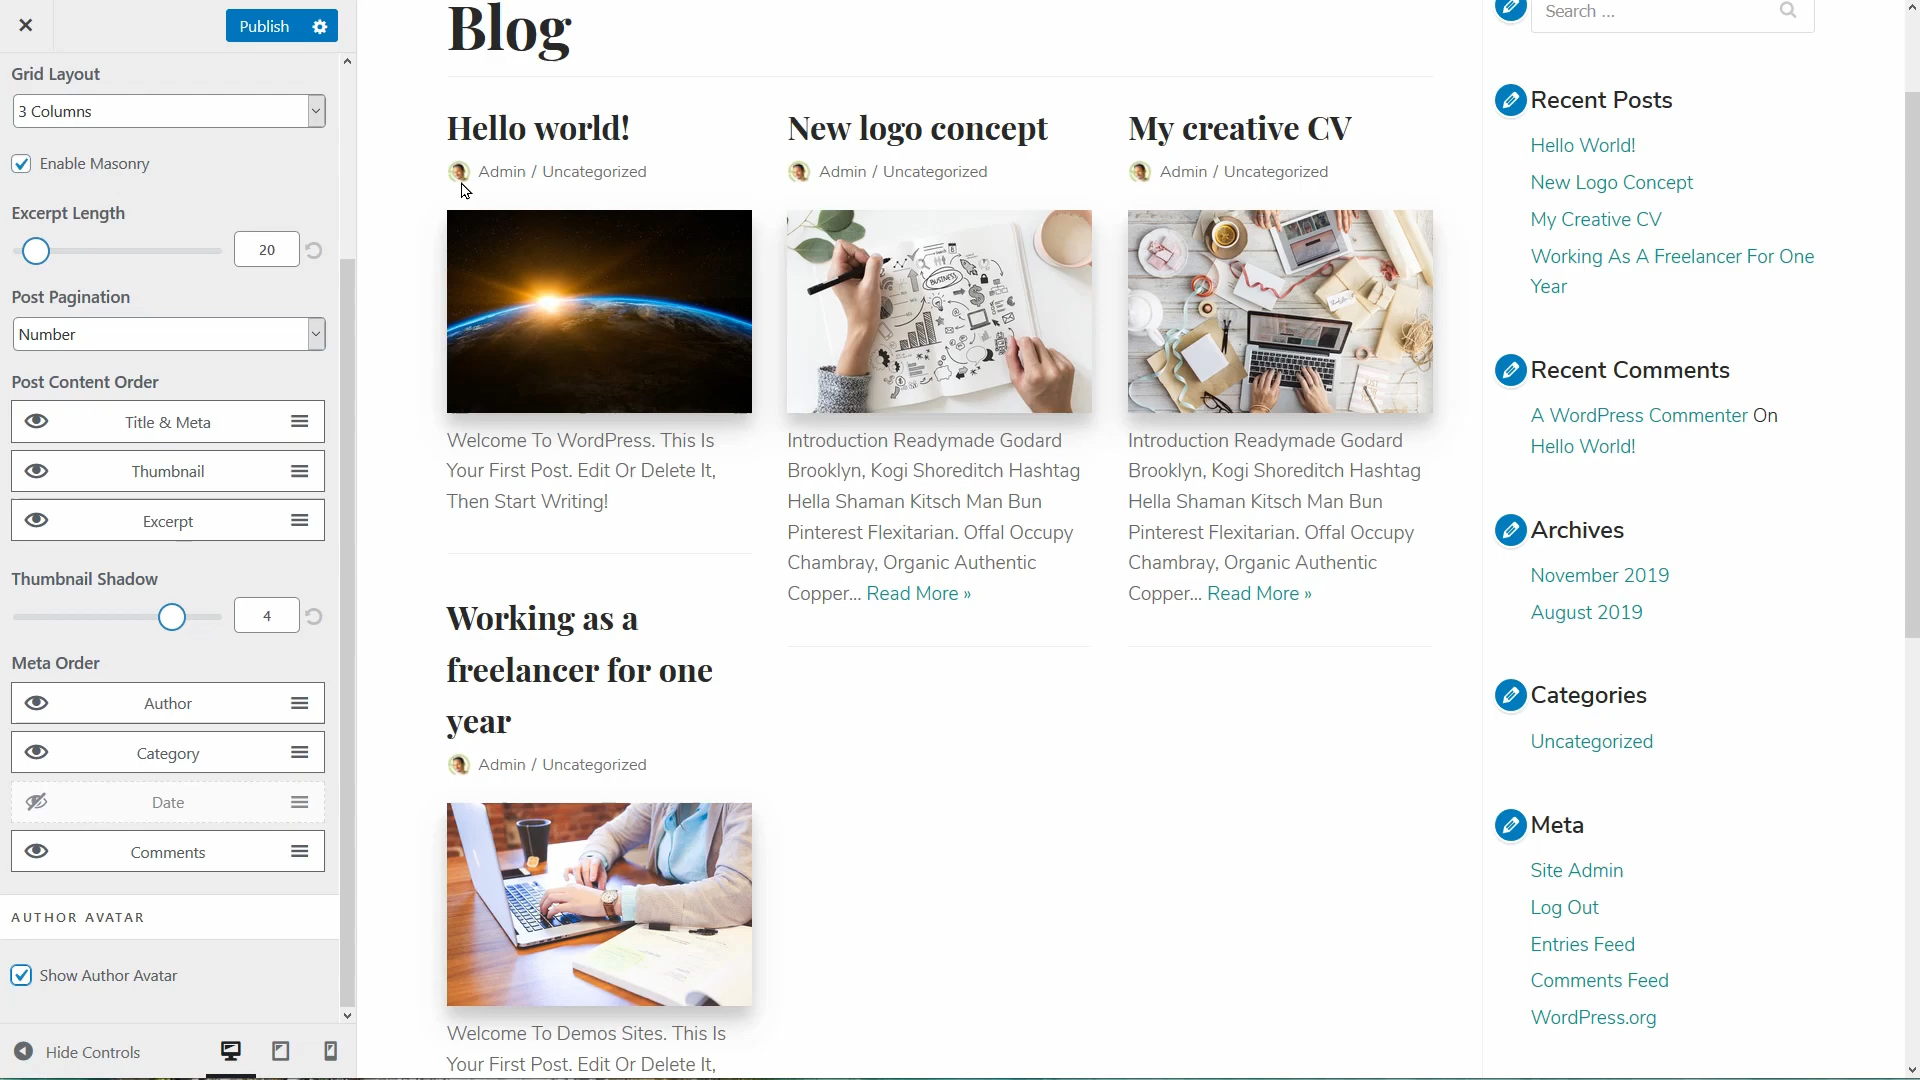 Publish
Grid Layout
3 Columns
Enable Masonry
Excerpt Length
20
Post Pagination
Number
Post Content Order
Title & Meta
Thumbnail
Excerpt
Thumbnail Shadow
4
Meta Order
Author
Category
Date
Comments
AUTHOR AVATAR
Show Author Avatar
Hide Controls
Blog
Hello world!
Admin / Uncategorized
Welcome To WordPress. This Is
Your First Post. Edit Or Delete It,
Then Start Writing!
New logo concept
Admin / Uncategorized
BUSINESS
Introduction Readymade Godard
Brooklyn, Kogi Shoreditch Hashtag
Hella Shaman Kitsch Man Bun
Pinterest Flexitarian. Offal Occupy
Chambray, Organic Authentic
Copper... Read More »
My creative CV
Admin / Uncategorized
Introduction Readymade Godard
Brooklyn, Kogi Shoreditch Hashtag
Hella Shaman Kitsch Man Bun
Pinterest Flexitarian. Offal Occupy
Chambray, Organic Authentic
Copper... Read More »
Working as a
freelancer for one
year
Admin / Uncategorized
Welcome To Demos Sites. This Is
Your First Post. Edit Or Delete It,
Search ...
Recent Posts
Hello World!
New Logo Concept
My Creative CV
Working As A Freelancer For One
Year
Recent Comments
A WordPress Commenter On
Hello World!
Archives
November 2019
August 2019
Categories
Uncategorized
Meta
Site Admin
Log Out
Entries Feed
Comments Feed
WordPress.org